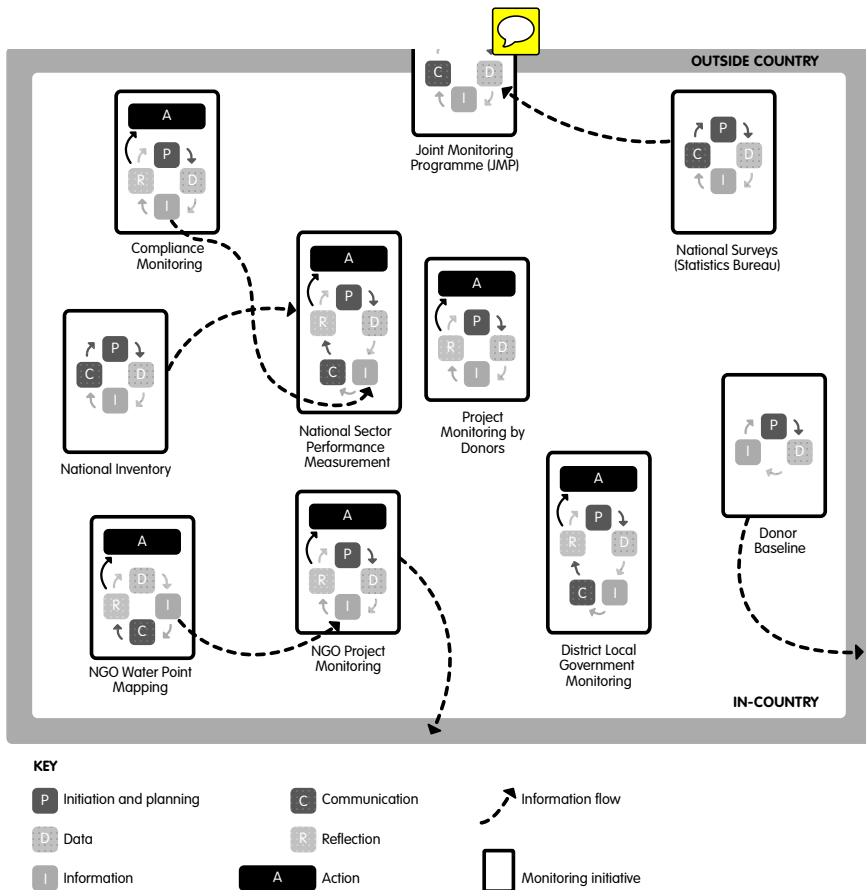 OUTSIDE COUNTRY
C D
I
Joint Monitoring
Programme (JMP)
A
P
R D
I
Compliance
Monitoring
P
C D
I
National Surveys
(Statistics Bureau)
A
P
R D
C I
National Sector
Performance
Measurement
A
P
R D
I
Project
Monitoring by
Donors
P
C D
I
National Inventory
P
I D
Donor
Baseline
A
D
R I
C
NGO Water Point
Mapping
A
P
R D
I
NGO Project
Monitoring
A
P
R D
C I
District Local
Government
Monitoring
IN-COUNTRY
KEY
P Initiation and planning
C Communication
Information flow
D Data
R Reflection
I Information
A Action
Monitoring initiative